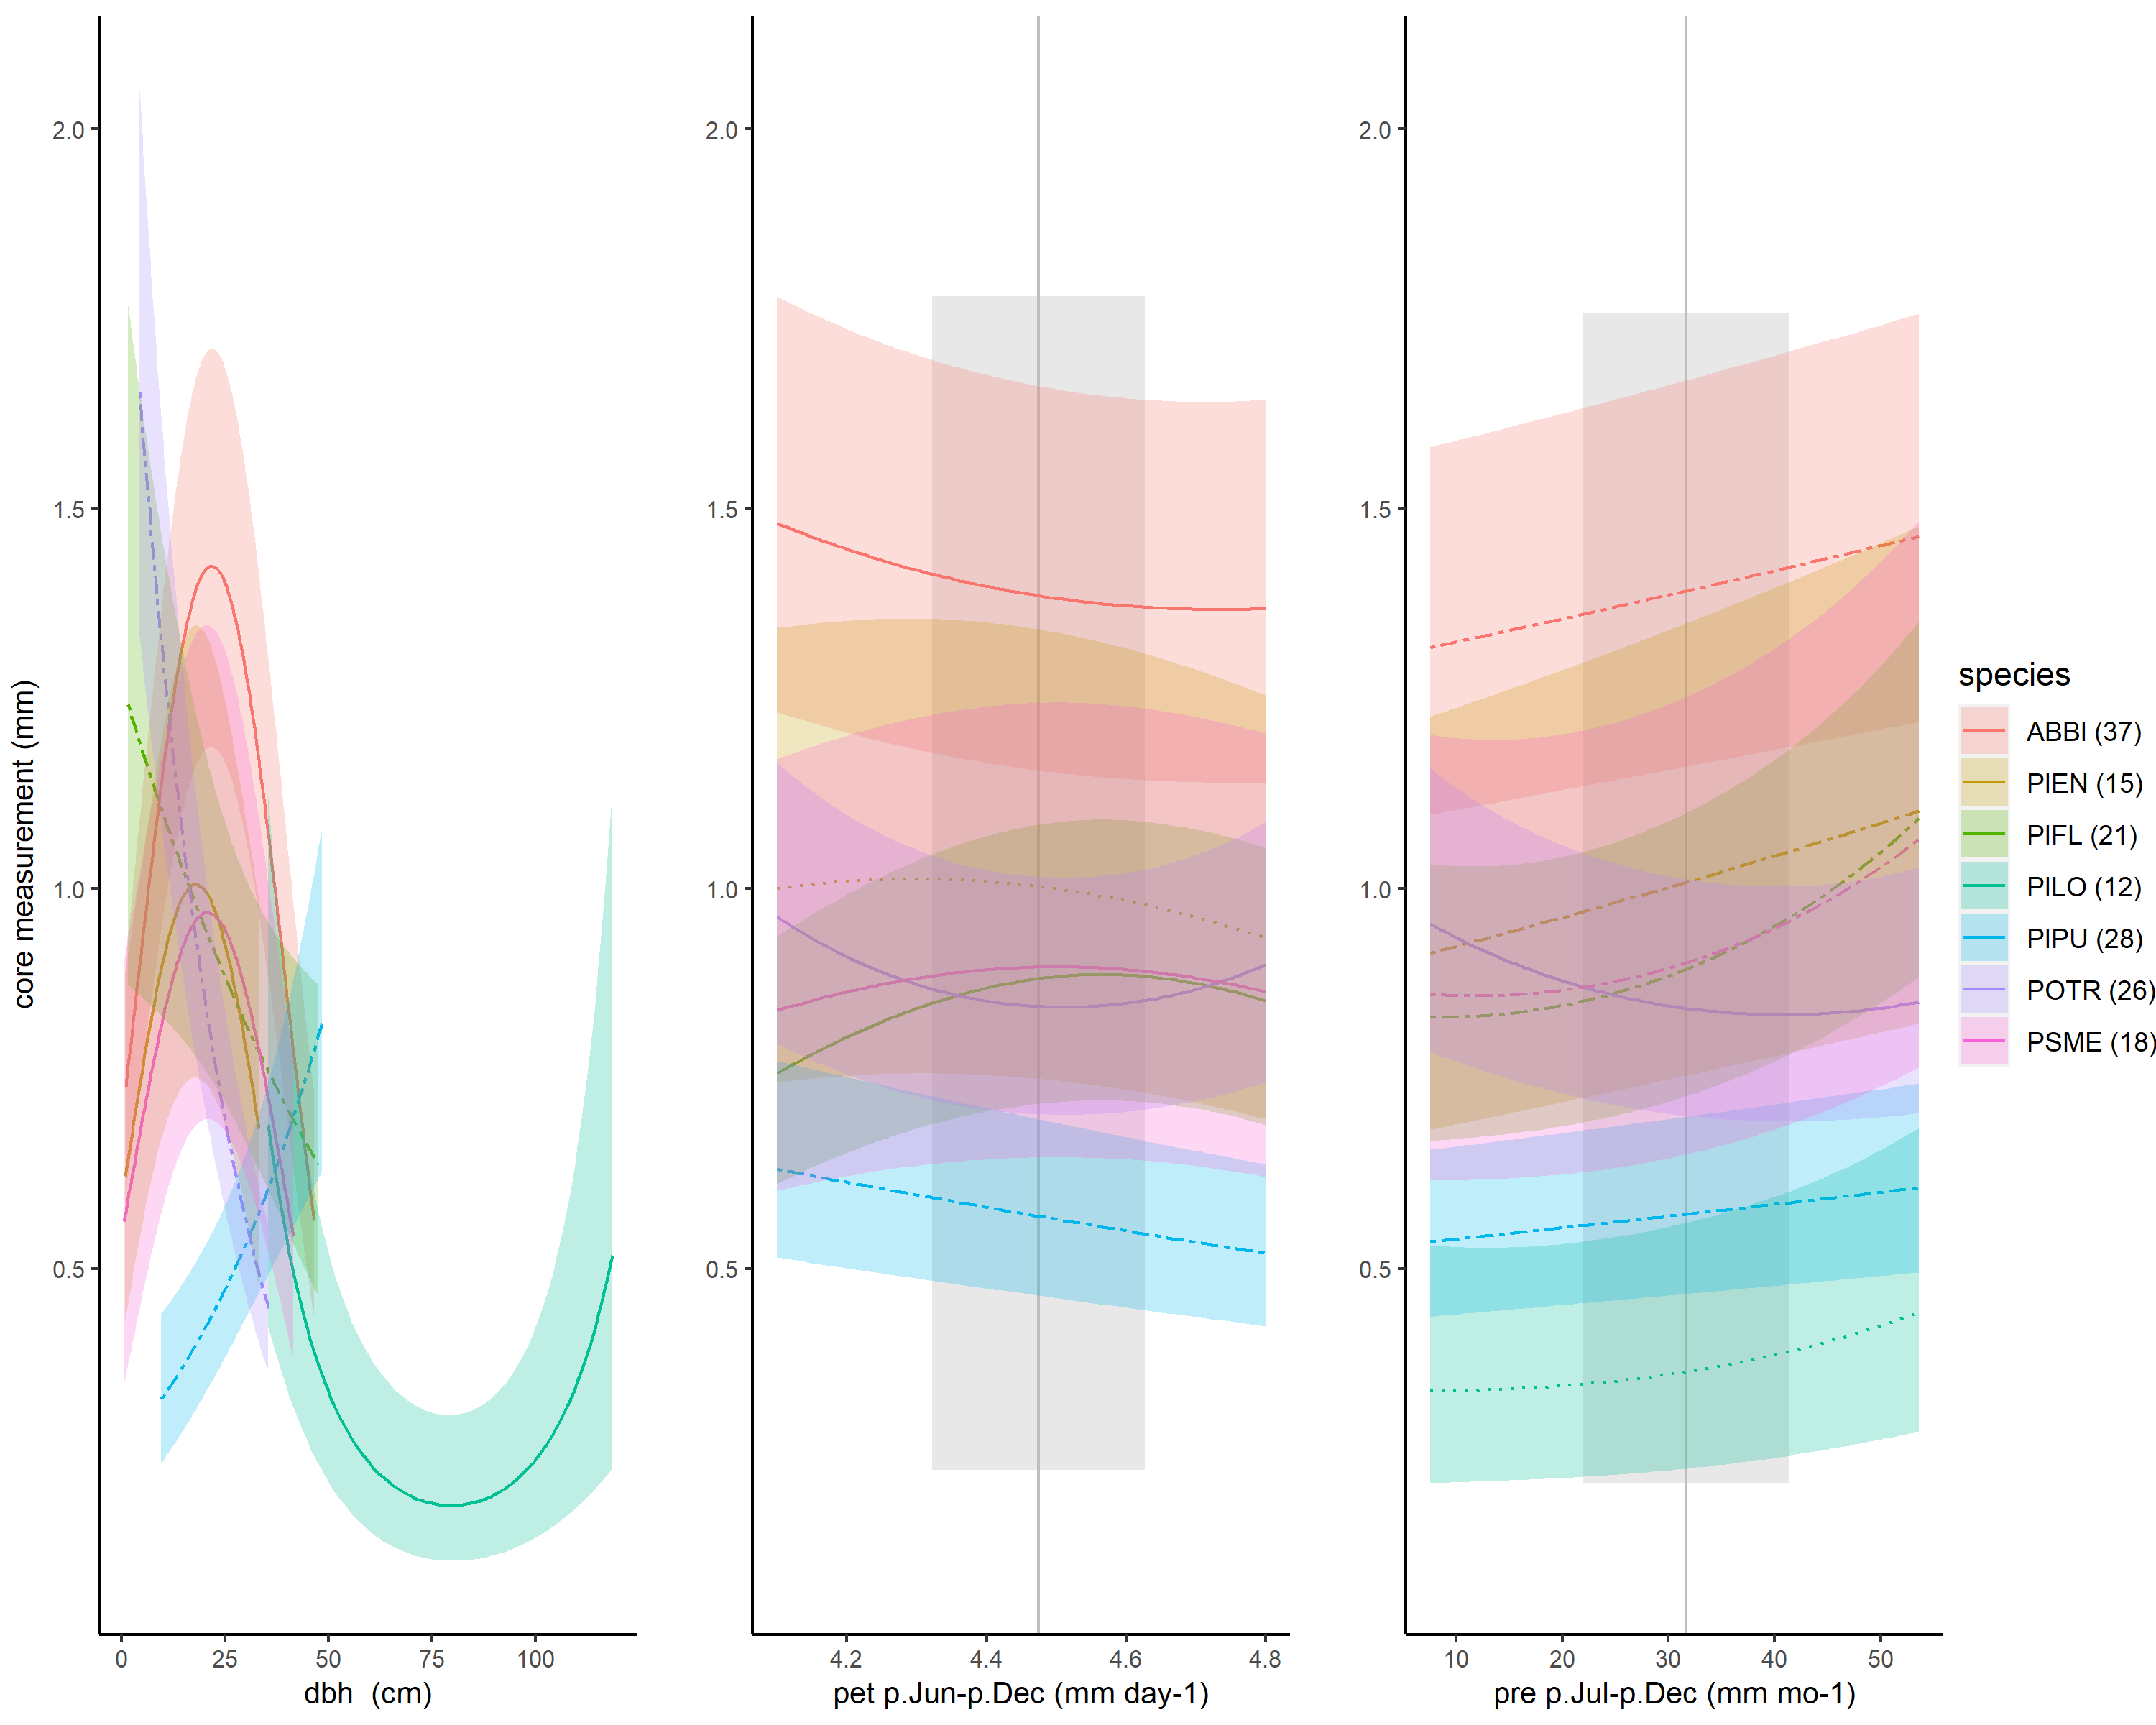 core measurement (mm)
2.0
1.5
1.0
0.5
0 25 50 75 100
dbh  (cm)
2.0
1.5
1.0
0.5
4.2 4.4 4.6 4.8
pet p.Jun-p.Dec (mm day-1)
2.0
1.5
1.0
0.5
10 20 30 40 50
pre p.Jul-p.Dec (mm mo-1)
species
ABBI (37)
PIEN (15)
PIFL (21)
PILO (12)
PIPU (28)
POTR (26)
PSME (18)